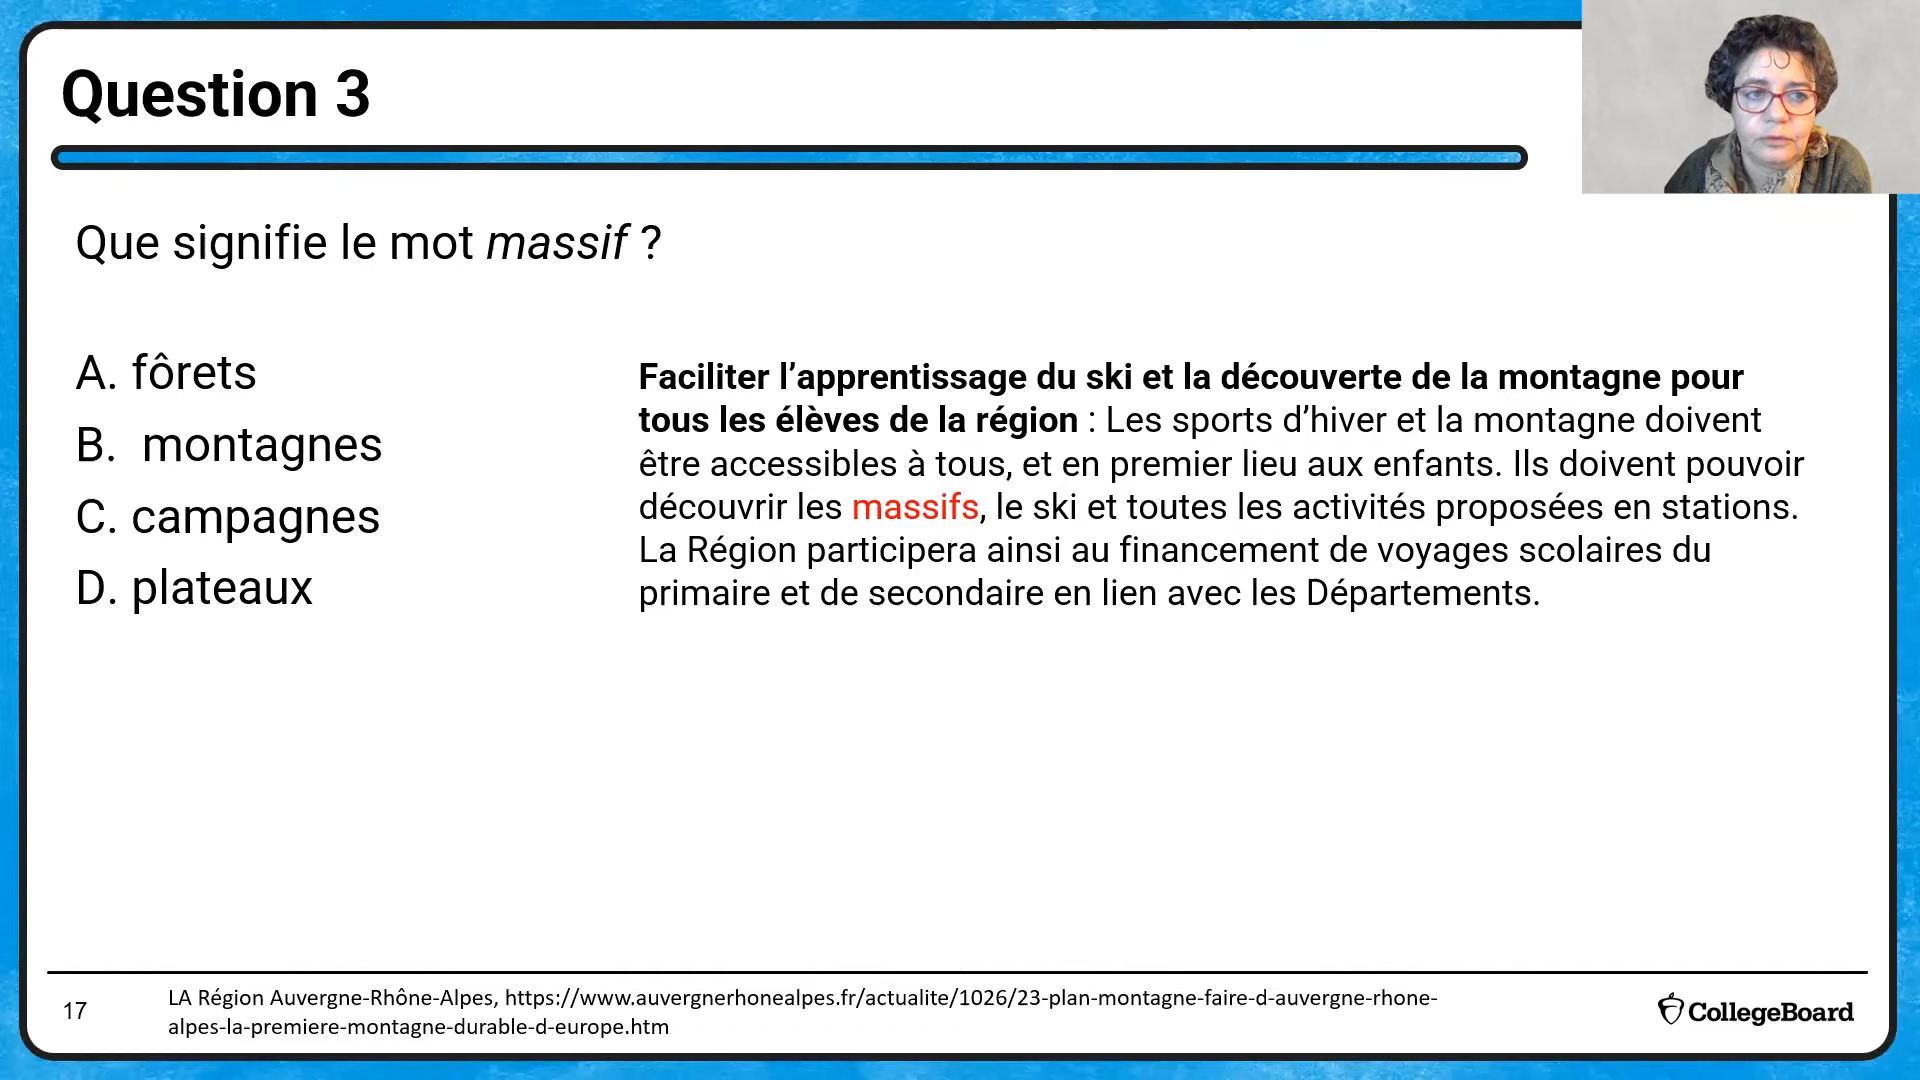 Question 3
Que signifie le mot massif ?
A. fôrets
B. montagnes
C. campagnes
D. plateaux
Faciliter l’apprentissage du ski et la découverte de la montagne pour
tous les élèves de la région : Les sports d’hiver et la montagne doivent
être accessibles à tous, et en premier lieu aux enfants. Ils doivent pouvoir
découvrir les massifs, le ski et toutes les activités proposées en stations.
La Région participera ainsi au financement de voyages scolaires du
primaire et de secondaire en lien avec les Départements.
17
LA Région Auvergne-Rhône-Alpes, https://www.auvergnerhonealpes.fr/actualite/1026/23-plan-montagne-faire-d-auvergne-rhone-
alpes-la-premiere-montagne-durable-d-europe.htm
CollegeBoard